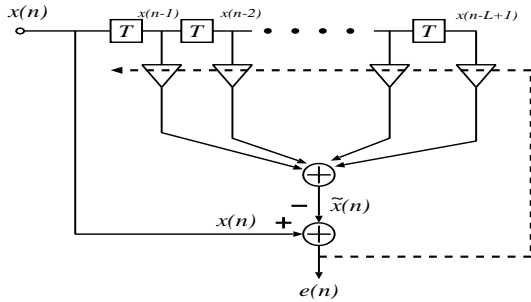 x(n)
x(n-1)
x(n-2)
x(n-L+1)
T
T
T
− x̃(n)
x(n) +
e(n)